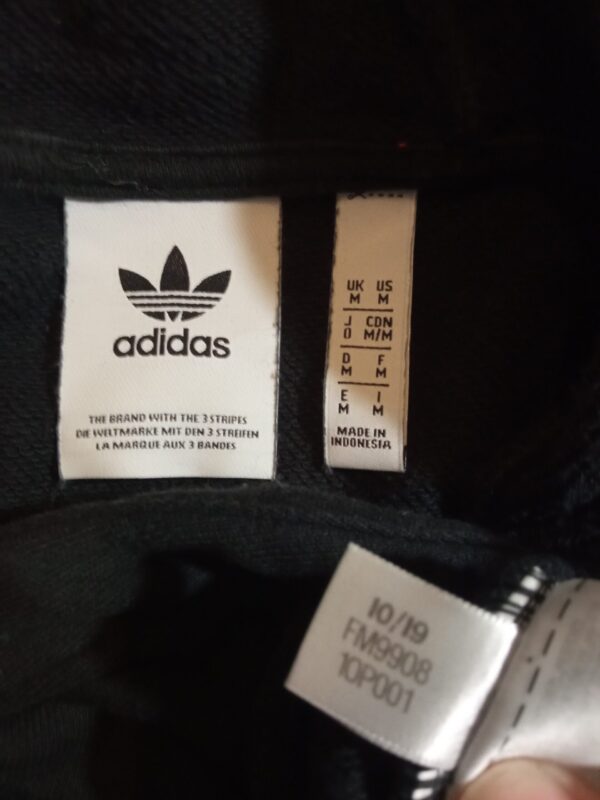 adidas
THE BRAND WITH THE 3 STRIPES
DIE WELTMARKE MIT DEN 3 STREIFEN
LA MARQUE AUX 3 BANDES
UK US
M M
J CDN
O M/M
D F
M M
E I
M M
MADE IN
INDONESIA
10/19
FM9908
10P001